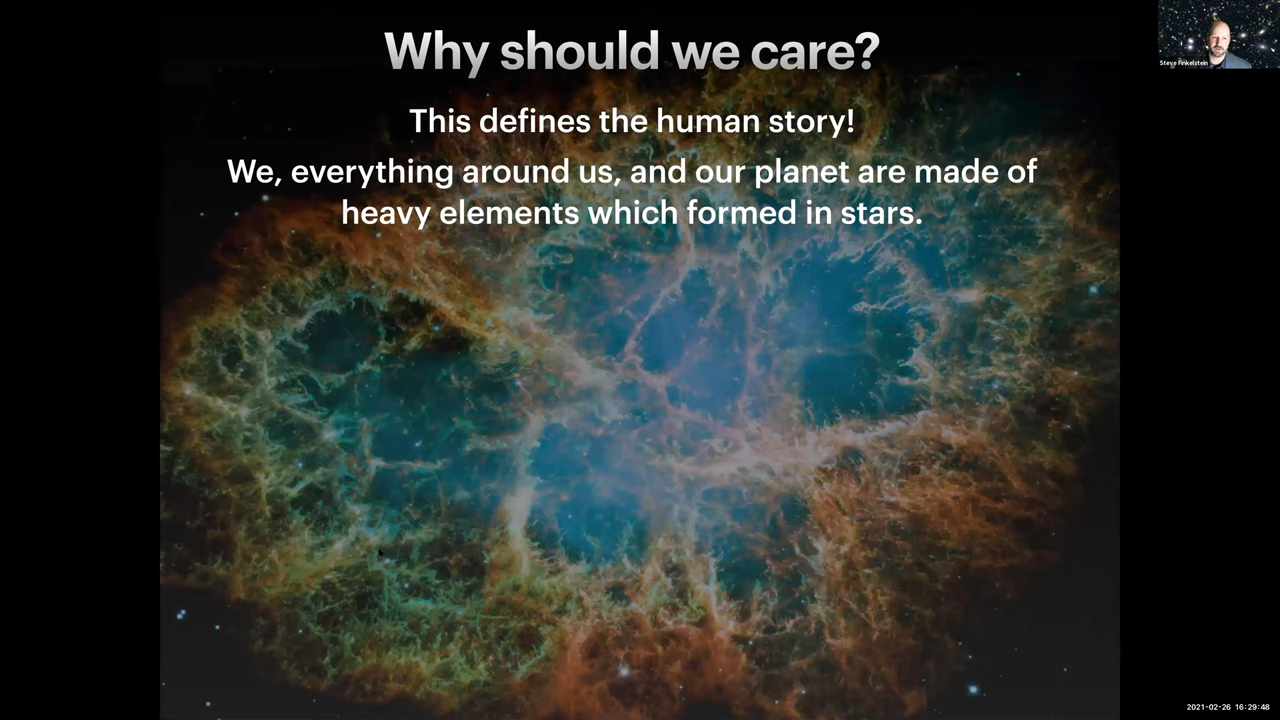 Why should we care?
Steve Finkelstein
This defines the human story!
We, everything around us, and our planet are made of
heavy elements which formed in stars.
2021-02-26 16:29:48